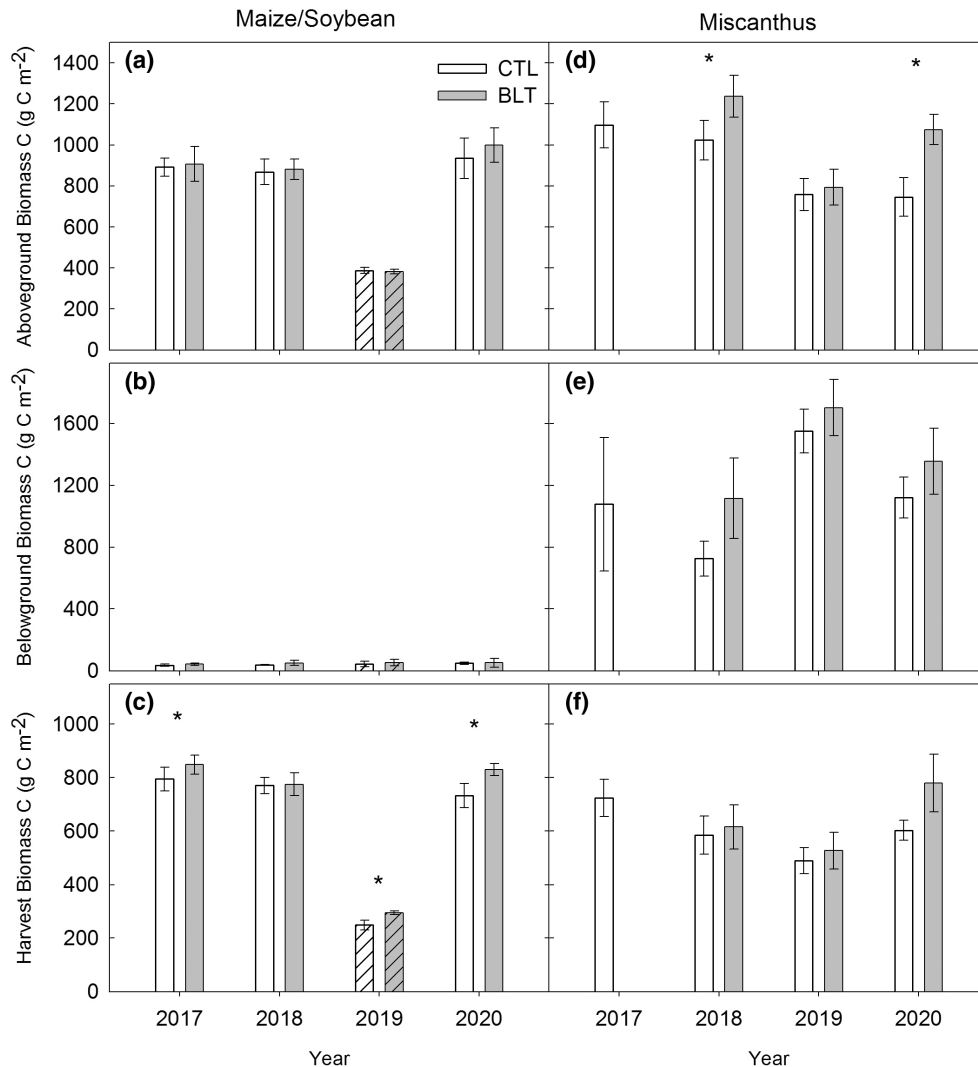 Maize/Soybean
Miscanthus
(a)
CTL
BLT
Aboveground Biomass C (g C m⁻²)
1400
1200
1000
800
600
400
200
0
(d)
*
*
(b)
Belowground Biomass C (g C m⁻²)
1600
1200
800
400
0
(e)
(c)
*
*
*
Harvest Biomass C (g C m⁻²)
1000
800
600
400
200
0
(f)
2017 2018 2019 2020
2017 2018 2019 2020
Year
Year